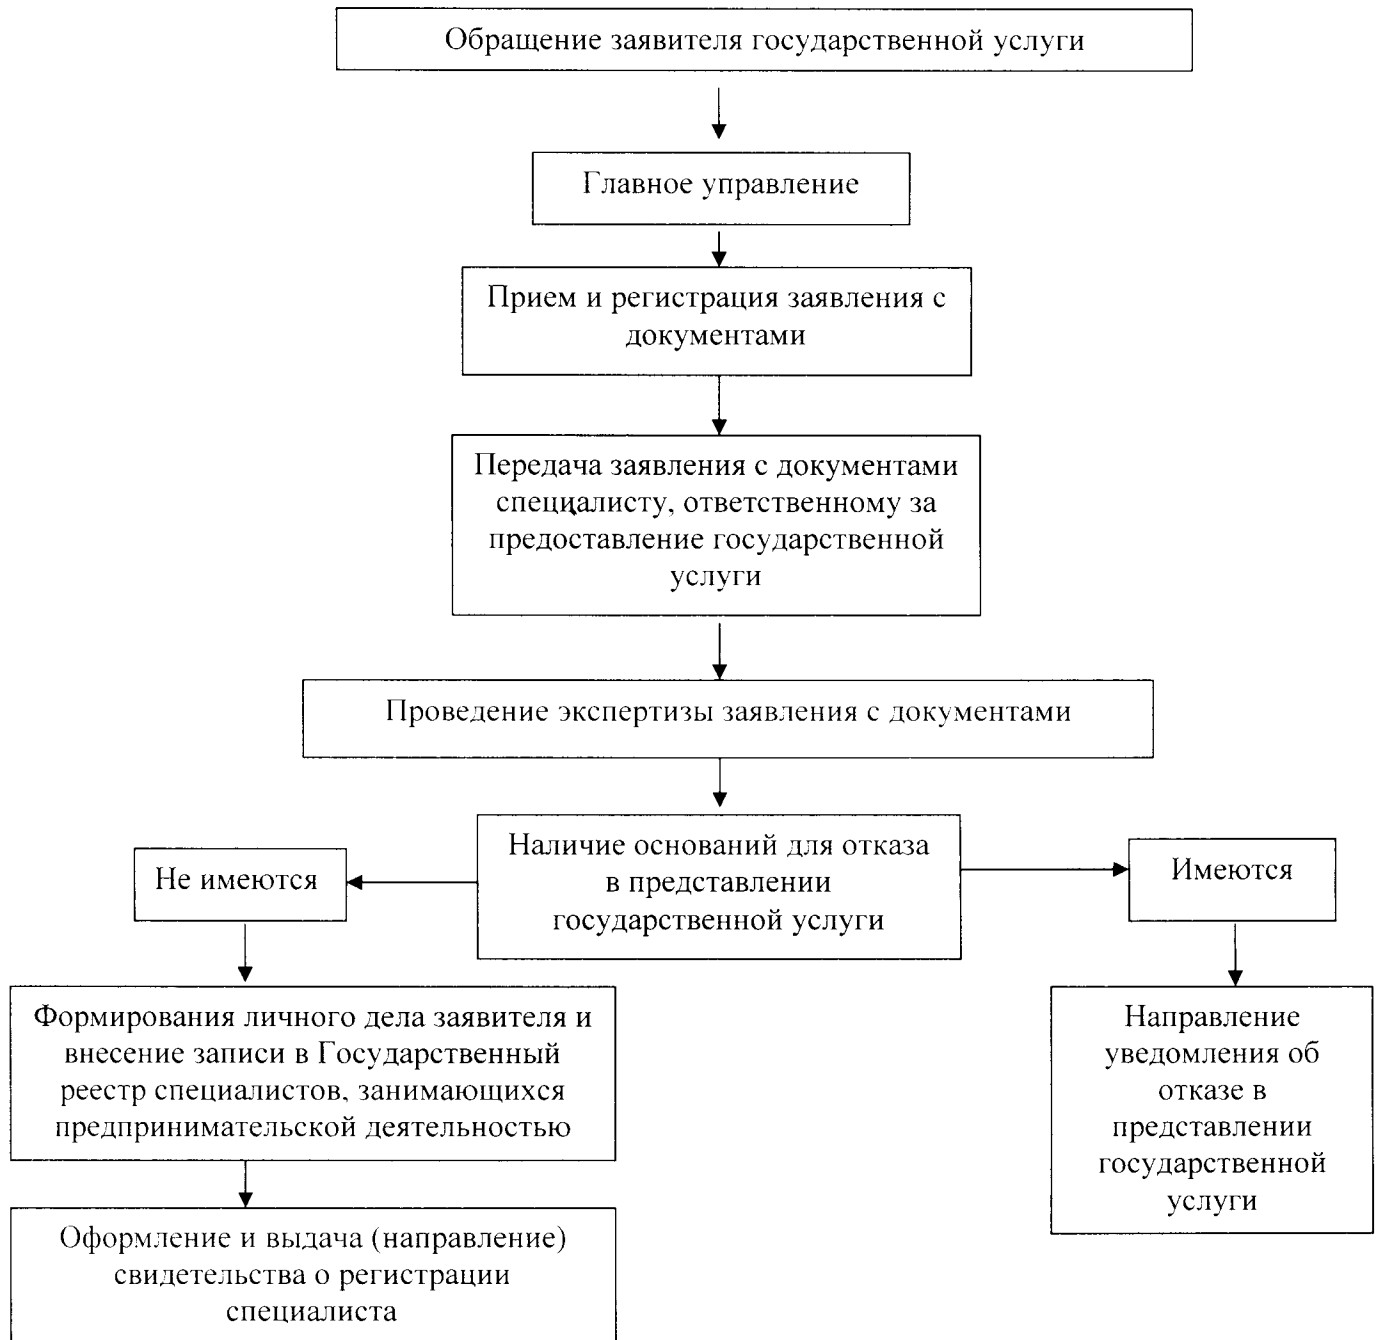 Обращение заявителя государственной услуги
Главное управление
Прием и регистрация заявления с
документами
Передача заявления с документами
специалисту, ответственному за
предоставление государственной
услуги
Проведение экспертизы заявления с документами
Наличие оснований для отказа
в представлении
государственной услуги
Не имеются
Имеются
Формирования личного дела заявителя и
внесение записи в Государственный
реестр специалистов, занимающихся
предпринимательской деятельностью
Направление
уведомления об
отказе в
представлении
государственной
услуги
Оформление и выдача (направление)
свидетельства о регистрации
специалиста